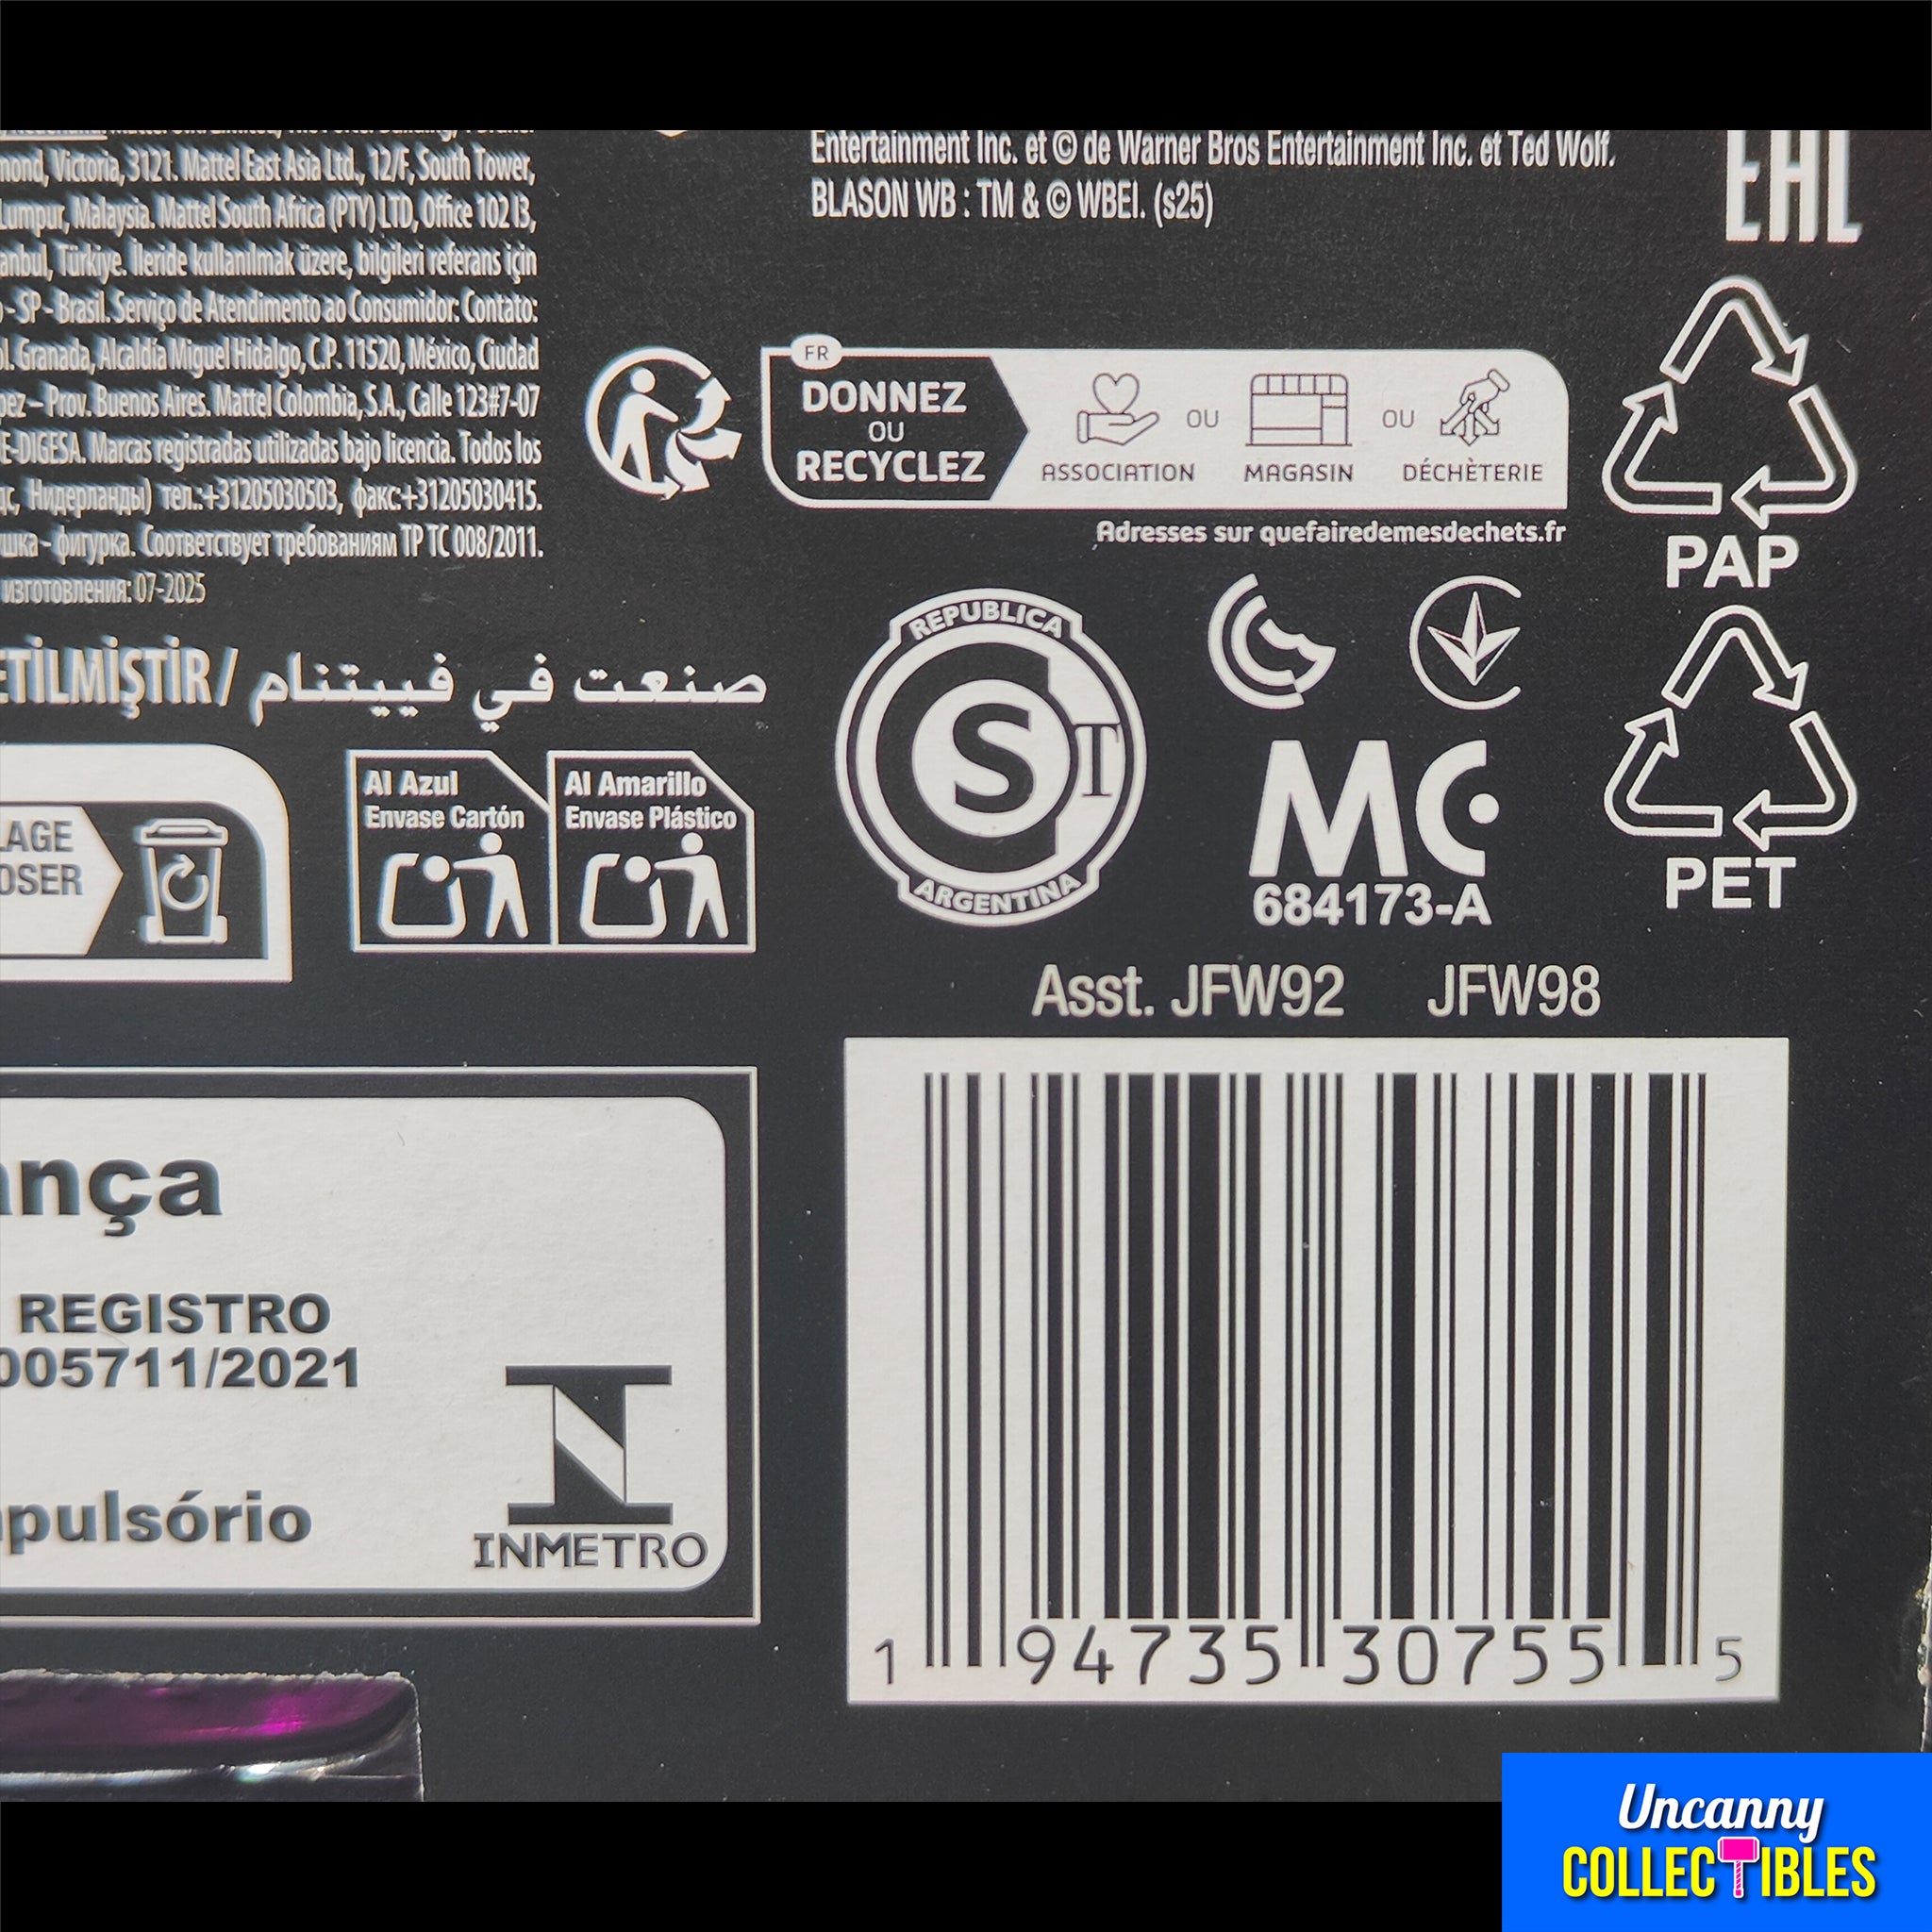 mond, Victoria, 3121. Mattel East Asia Ltd., 12/F, South Tower,
Lumpur, Malaysia. Mattel South Africa (PTY) LTD, Office 102 I3,
anbul, Türkiye. İleride kullanılmak üzere, bilgileri referans için
- SP - Brasil. Serviço de Atendimento ao Consumidor: Contato:
ol. Granada, Alcaldía Miguel Hidalgo, C.P. 11520, México, Ciudad
pez – Prov. Buenos Aires. Mattel Colombia, S.A., Calle 123#7-07
E-DIGESA. Marcas registradas utilizadas bajo licencia. Todos los
Нидерланды) тел.:+31205030503, факс:+31205030415.
шка - фигурка. Соответствует требованиям ТР ТС 008/2011.
изготовления: 07-2025
ETİLMİŞTİR / صنعت في فييتنام
Entertainment Inc. et © de Warner Bros Entertainment Inc. et Ted Wolf.
BLASON WB : TM & © WBEI. (s25)
EAC
FR
DONNEZ
OU
RECYCLEZ
ASSOCIATION OU MAGASIN OU DÉCHÈTERIE
Adresses sur quefairedemesdechets.fr
PAP
PET
LAGE
OSER
Al Azul
Envase Cartón
Al Amarillo
Envase Plástico
REPUBLICA
S T
ARGENTINA
MC
684173-A
Asst. JFW92 JFW98
ança
REGISTRO
005711/2021
pulsório
INMETRO
1 94735 30755 5
Uncanny
COLLECTIBLES